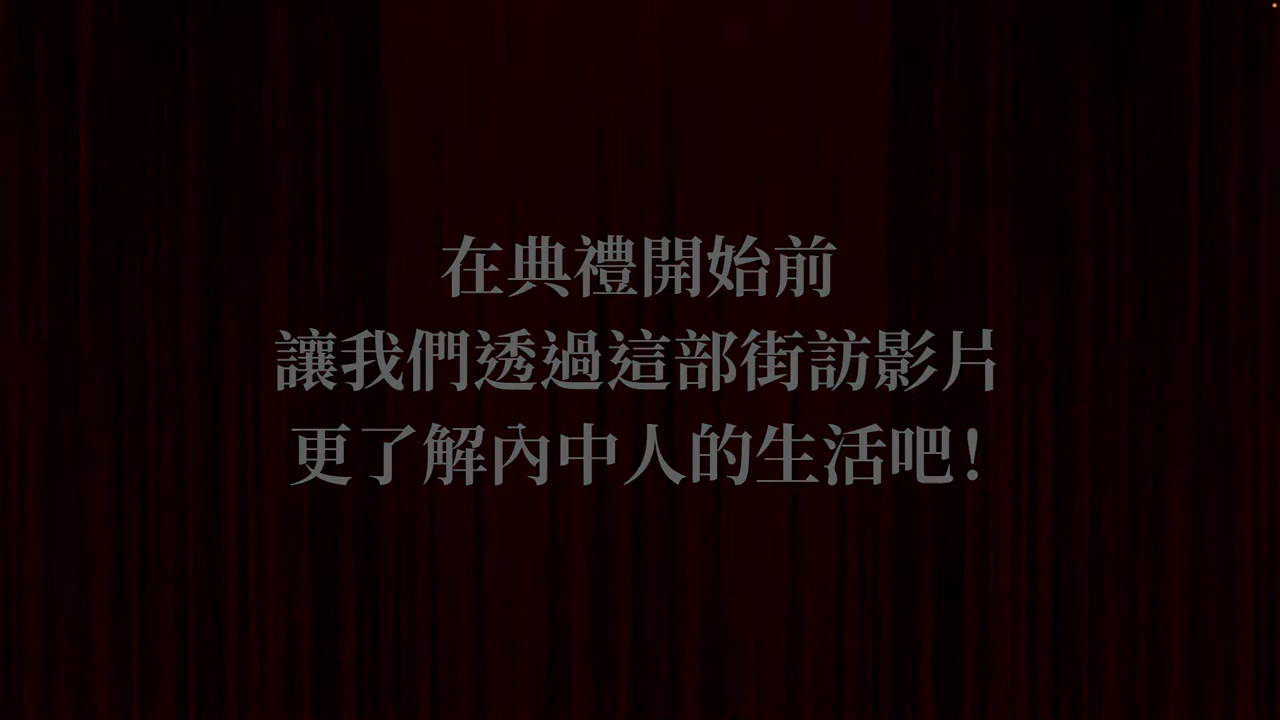 在典禮開始前
讓我們透過這部街訪影片
更了解內中人的生活吧！